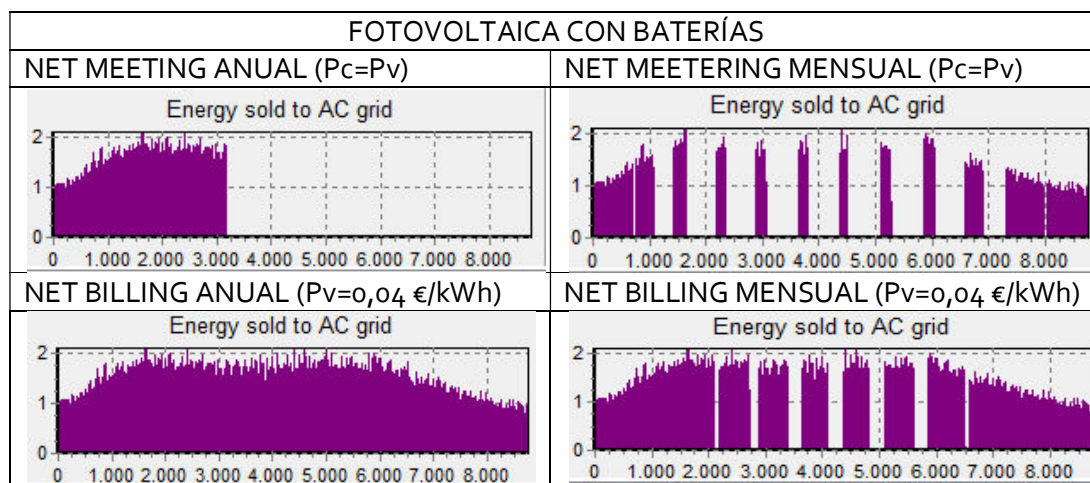 FOTOVOLTAICA CON BATERÍAS
NET MEETING ANUAL (Pc=Pv)
NET MEETERING MENSUAL (Pc=Pv)
Energy sold to AC grid
2
1
0
0 1.000 2.000 3.000 4.000 5.000 6.000 7.000 8.000
Energy sold to AC grid
2
1
0
0 1.000 2.000 3.000 4.000 5.000 6.000 7.000 8.000
NET BILLING ANUAL (Pv=0,04 €/kWh)
NET BILLING MENSUAL (Pv=0,04 €/kWh)
Energy sold to AC grid
2
1
0
0 1.000 2.000 3.000 4.000 5.000 6.000 7.000 8.000
Energy sold to AC grid
2
1
0
0 1.000 2.000 3.000 4.000 5.000 6.000 7.000 8.000